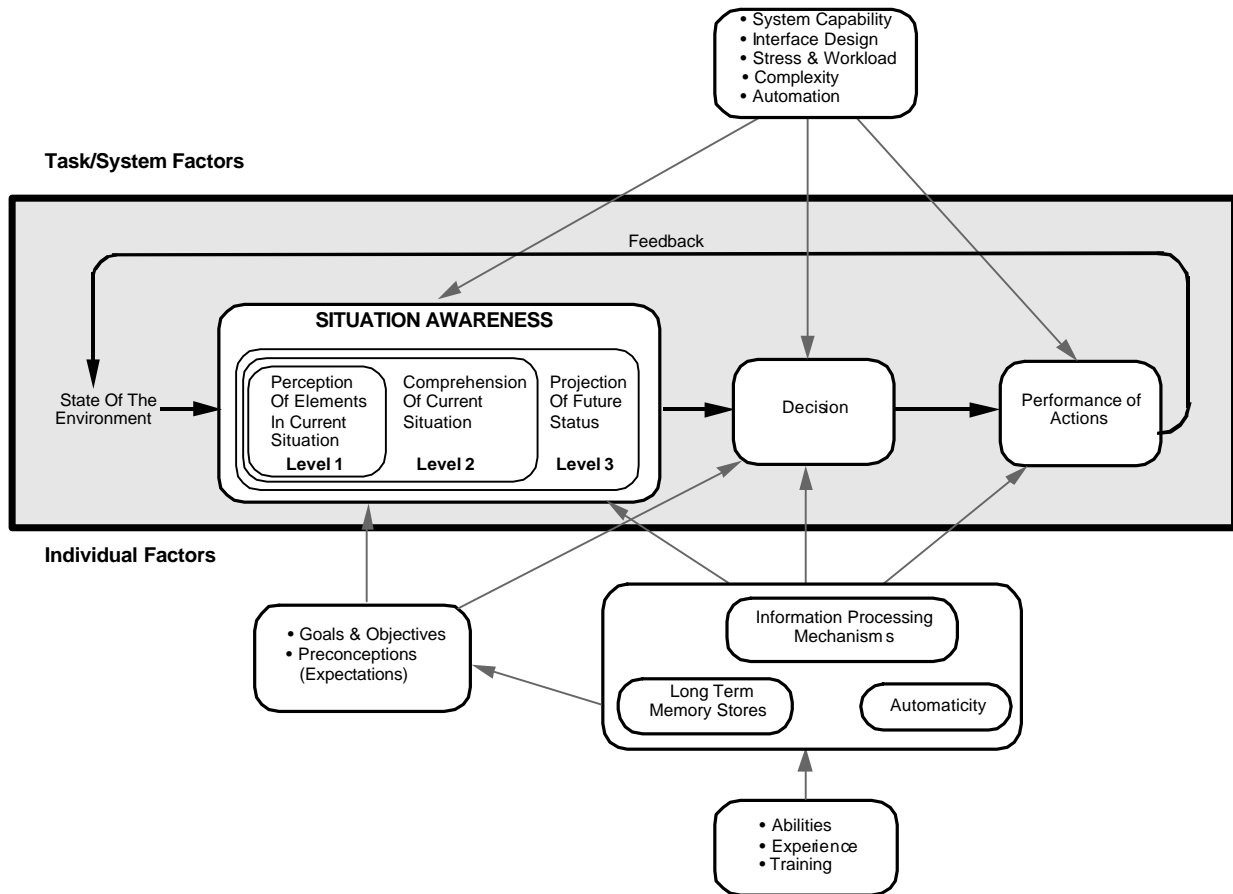 • System Capability
• Interface Design
• Stress & Workload
• Complexity
• Automation
Task/System Factors
Feedback
SITUATION AWARENESS
Perception
Of Elements
In Current
Situation
Level 1
Comprehension
Of Current
Situation
Level 2
Projection
Of Future
Status
Level 3
State Of The
Environment
Decision
Performance of
Actions
Individual Factors
• Goals & Objectives
• Preconceptions
(Expectations)
Information Processing
Mechanisms
Long Term
Memory Stores
Automaticity
• Abilities
• Experience
• Training